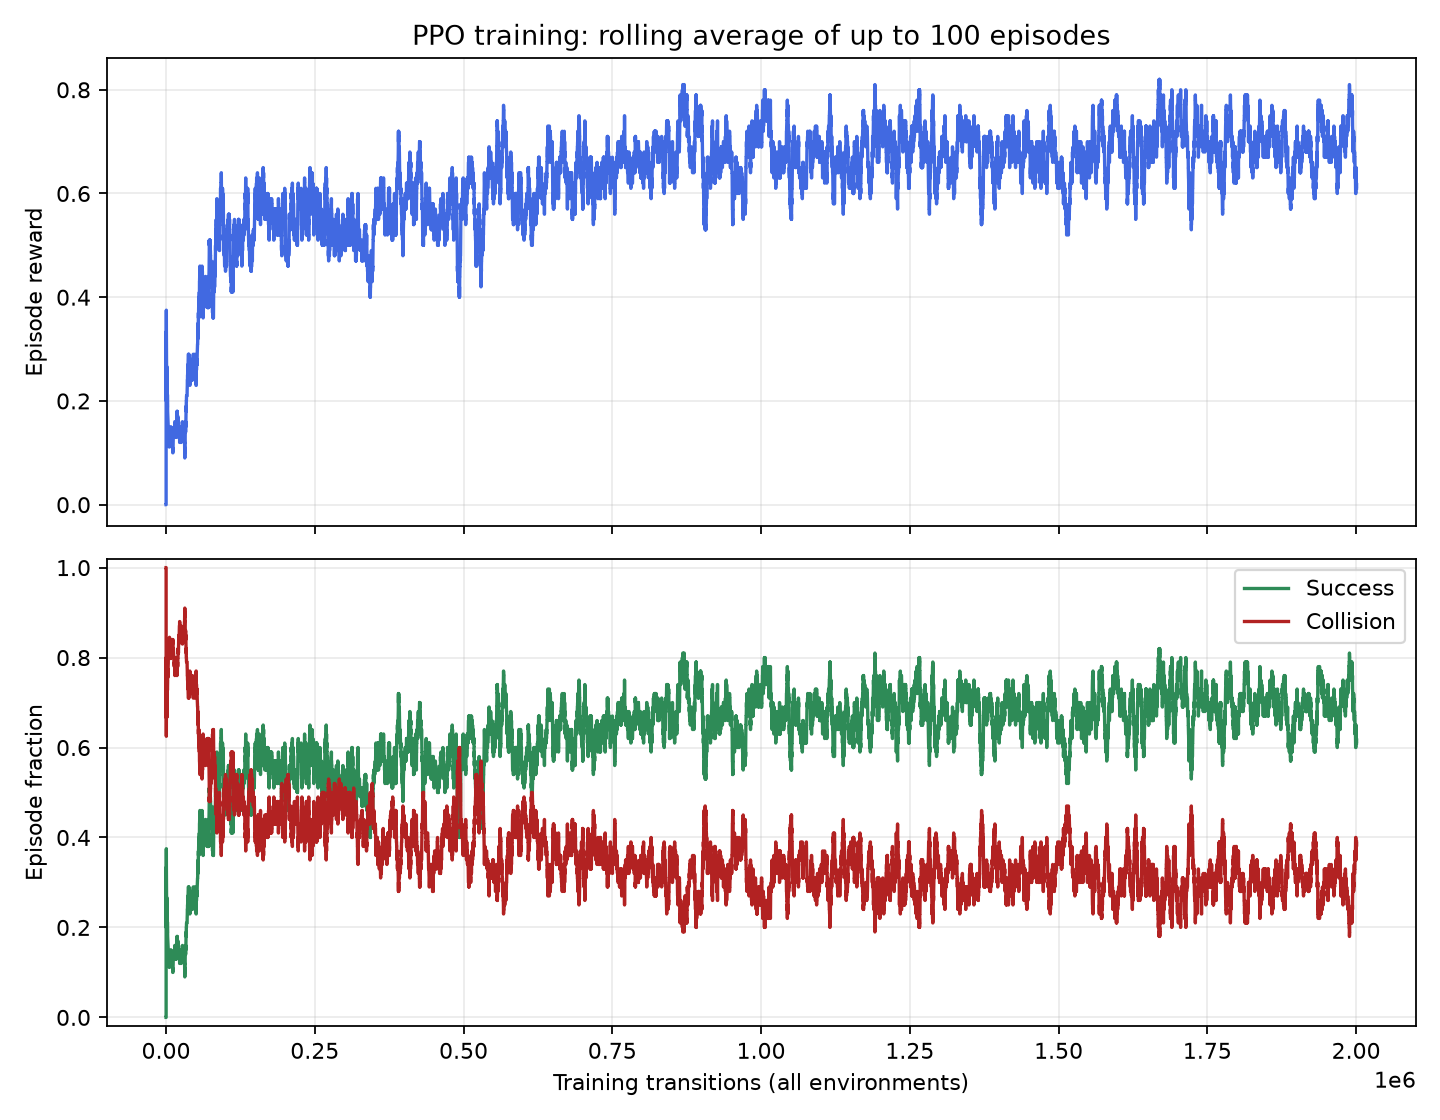 PPO training: rolling average of up to 100 episodes
0.8
0.6
0.4
0.2
0.0
Episode reward
1.0
0.8
0.6
0.4
0.2
0.0
Episode fraction
Success
Collision
0.00 0.25 0.50 0.75 1.00 1.25 1.50 1.75 2.00
1e6
Training transitions (all environments)